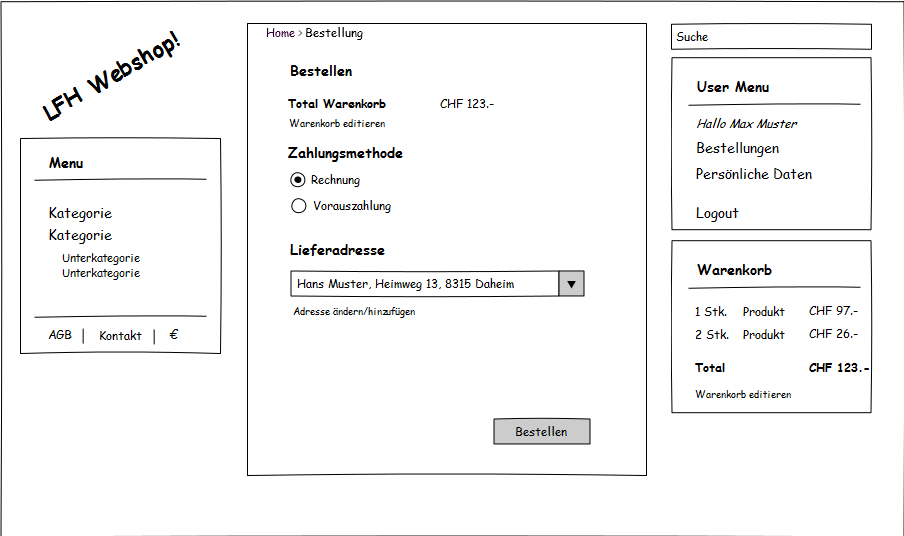 LFH Webshop!
Menu
Kategorie
Kategorie
Unterkategorie
Unterkategorie
AGB | Kontakt | €
Home > Bestellung
Bestellen
Total Warenkorb CHF 123.-
Warenkorb editieren
Zahlungsmethode
Rechnung
Vorauszahlung
Lieferadresse
Hans Muster, Heimweg 13, 8315 Daheim
Adresse ändern/hinzufügen
Bestellen
Suche
User Menu
Hallo Max Muster
Bestellungen
Persönliche Daten
Logout
Warenkorb
1 Stk. Produkt CHF 97.-
2 Stk. Produkt CHF 26.-
Total CHF 123.-
Warenkorb editieren